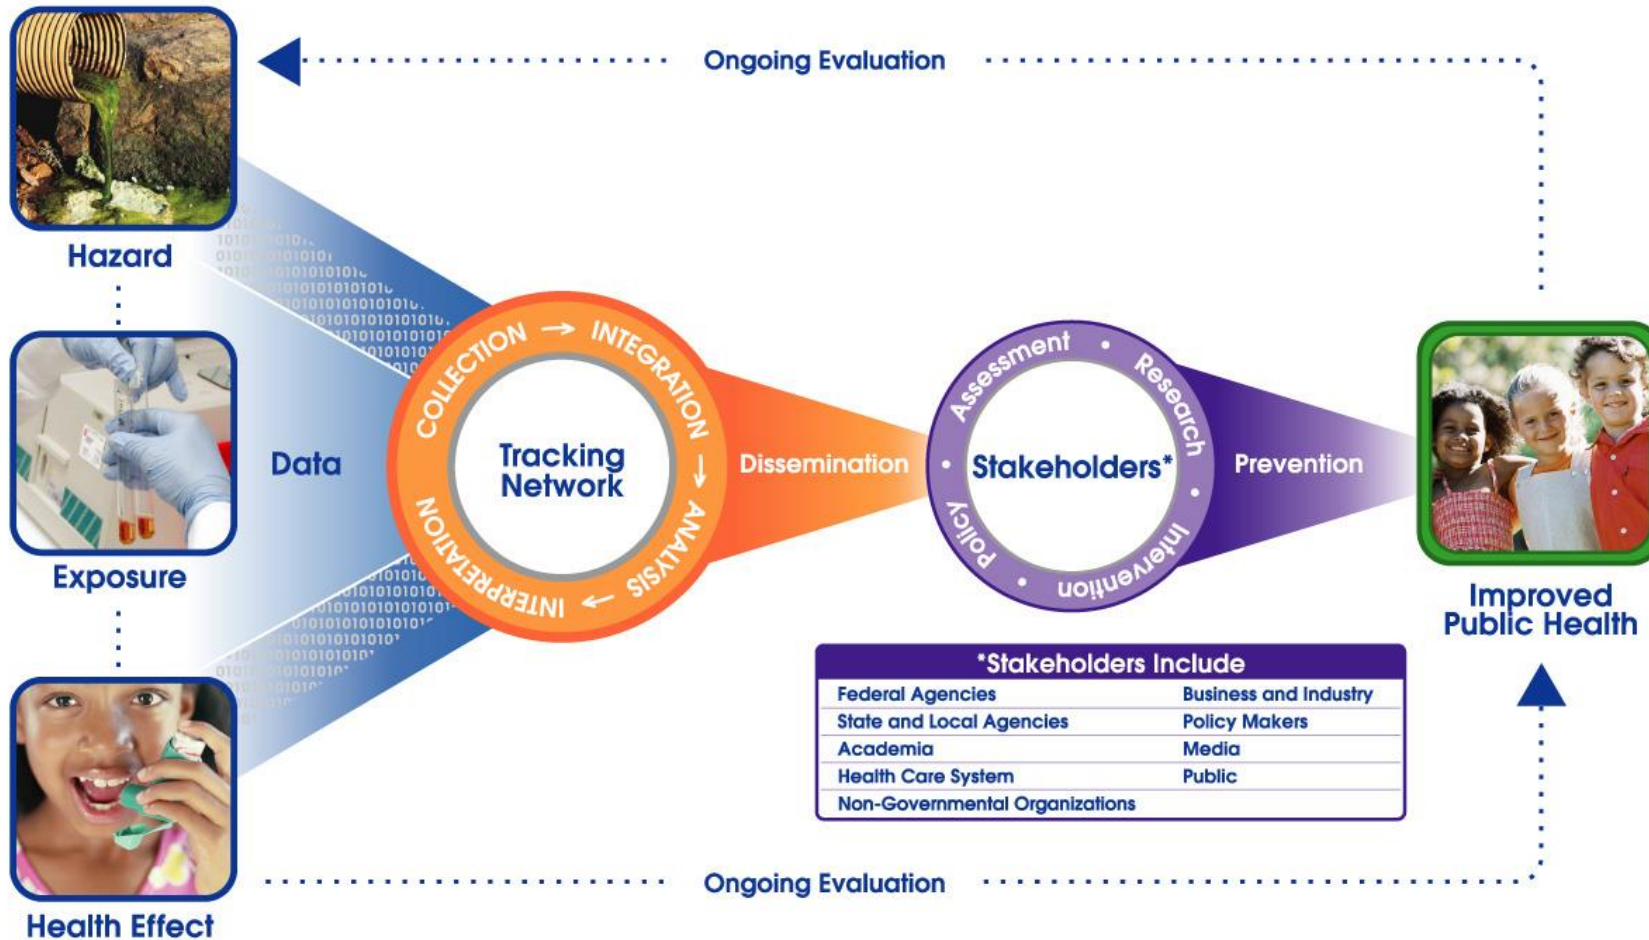 Ongoing Evaluation
Hazard
Exposure
Health Effect
Data
COLLECTION → INTEGRATION → ANALYSIS → INTERPRETATION
Tracking
Network
Dissemination
Assessment • Research • Intervention • Policy •
Stakeholders*
Prevention
Improved
Public Health
*Stakeholders Include
Federal Agencies
Business and Industry
State and Local Agencies
Policy Makers
Academia
Media
Health Care System
Public
Non-Governmental Organizations
Ongoing Evaluation